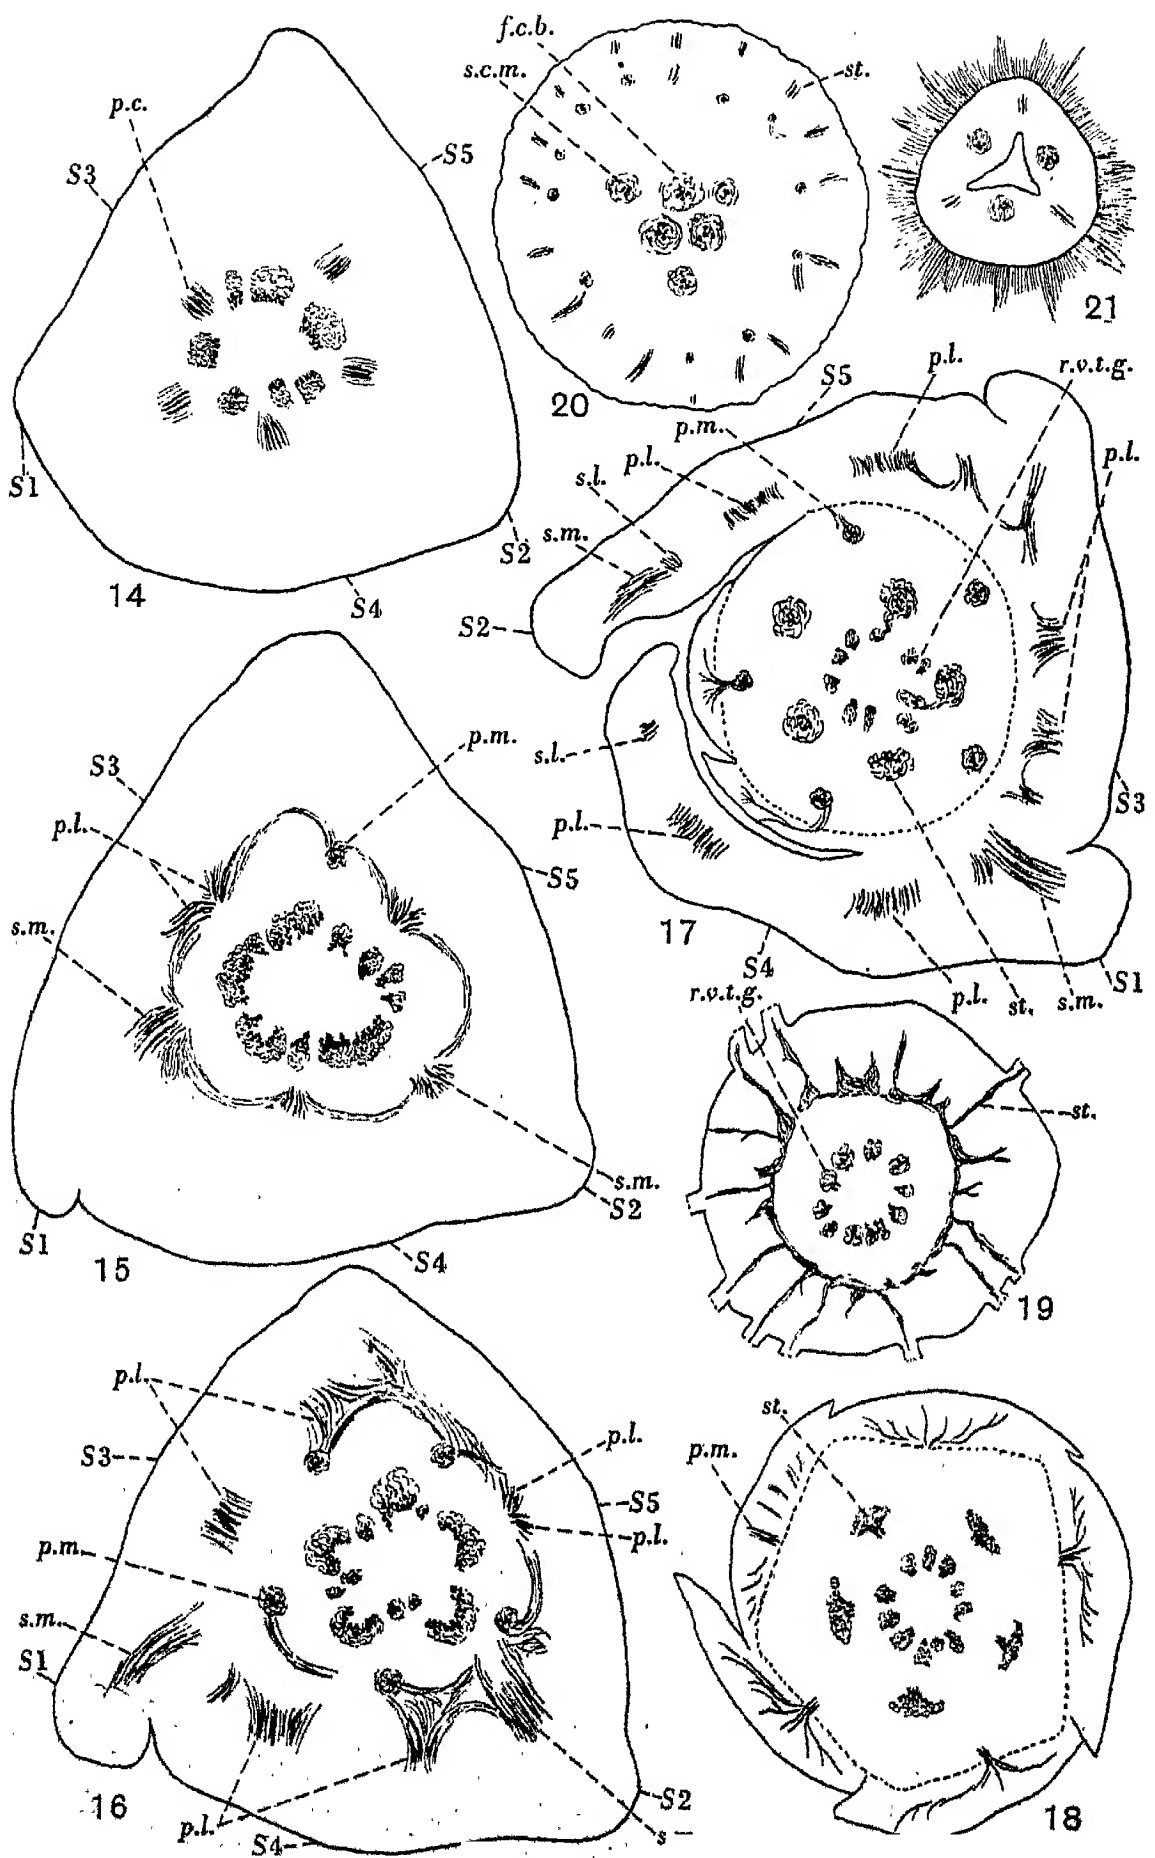 p.c.
S3
S5
S1
S2
S4
14
f.c.b.
s.c.m.
st.
20
21
S5
p.l.
r.v.t.g.
p.m.
p.l.
p.l.
s.l.
s.m.
S2
s.l.
p.l.
S3
17
S4
p.l.
st.
s.m.
S1
S3
p.m.
p.l.
S5
s.m.
s.m.
S2
S1
S4
15
r.v.t.g.
st.
19
p.l.
S3
p.l.
S5
p.l.
p.m.
s.m.
S1
S2
s
p.l.
S4
16
st.
p.m.
18